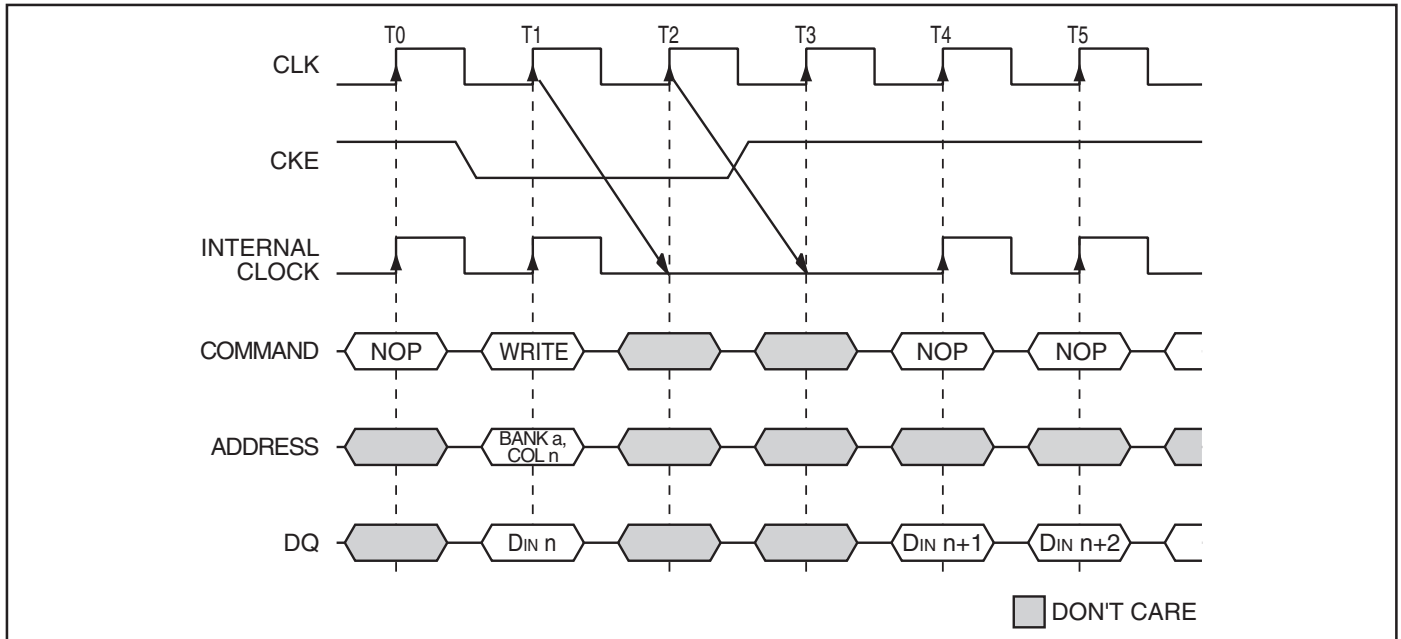 T0 T1 T2 T3 T4 T5
CLK
CKE
INTERNAL
CLOCK
COMMAND NOP WRITE NOP NOP
ADDRESS BANK a,
COL n
DQ DIN n DIN n+1 DIN n+2
DON'T CARE